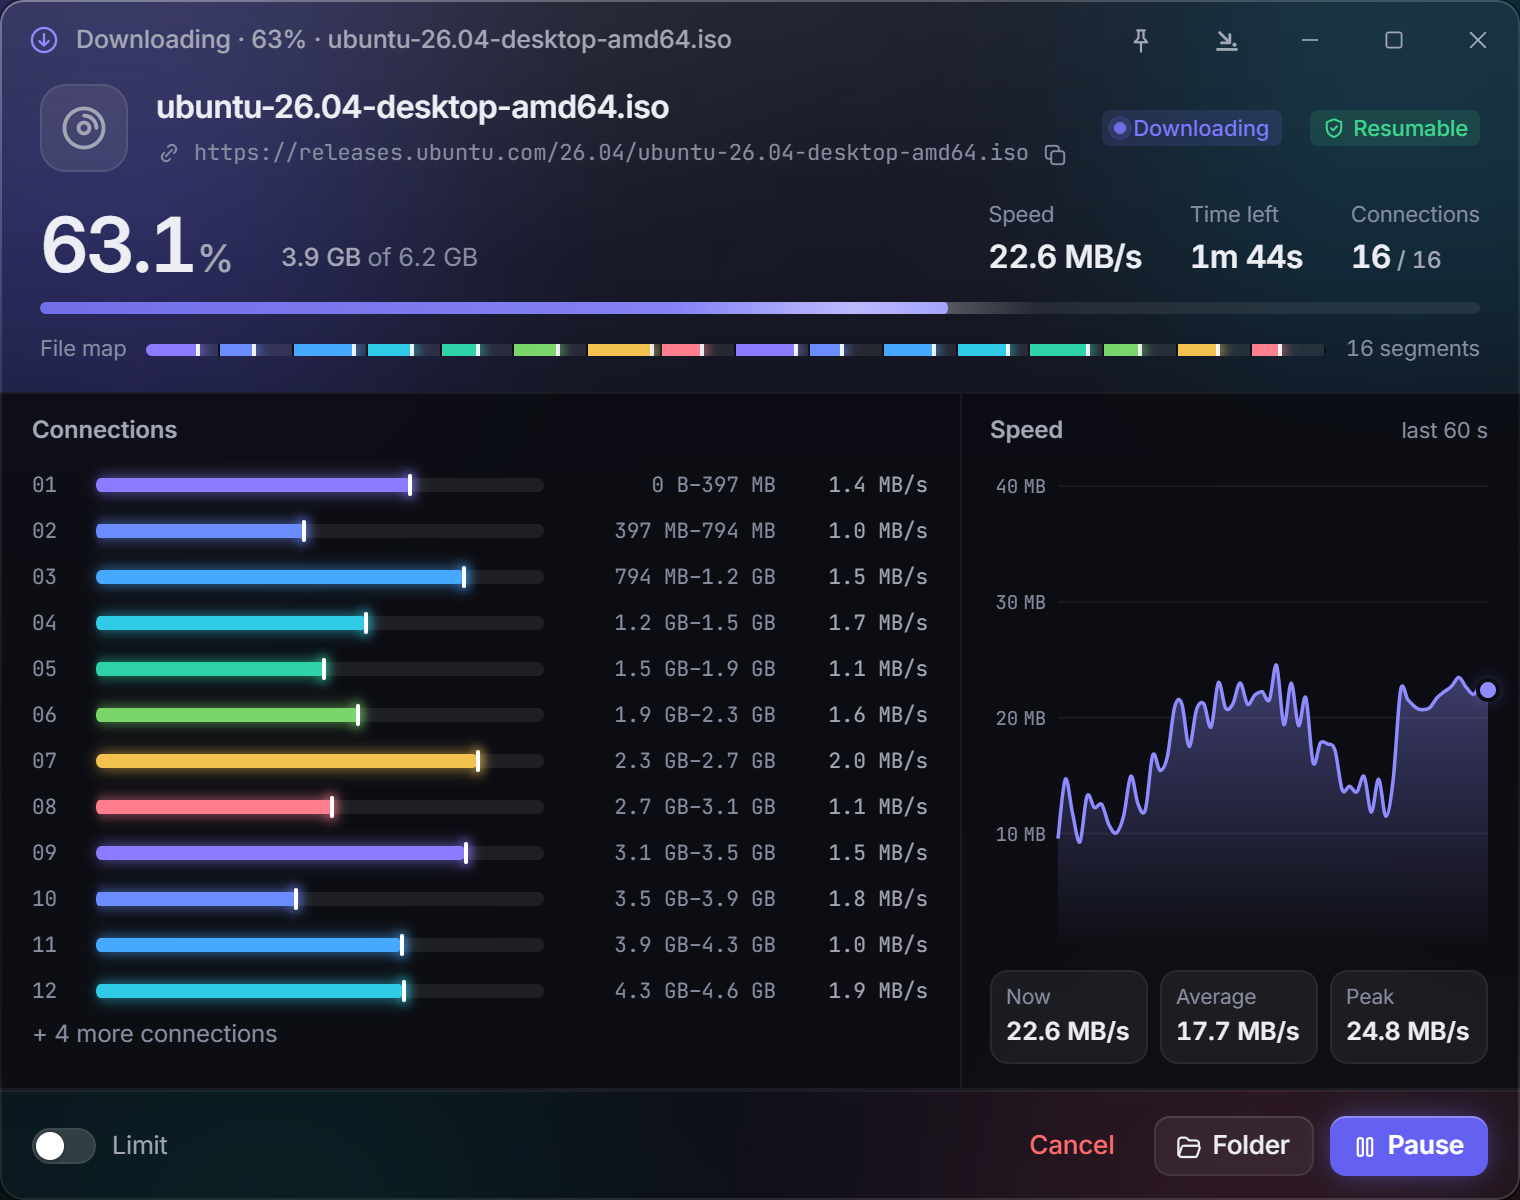 Downloading · 63% · ubuntu-26.04-desktop-amd64.iso
ubuntu-26.04-desktop-amd64.iso
https://releases.ubuntu.com/26.04/ubuntu-26.04-desktop-amd64.iso
Downloading
Resumable
63.1%
3.9 GB of 6.2 GB
Speed
22.6 MB/s
Time left
1m 44s
Connections
16 / 16
File map
16 segments
Connections
01 0 B–397 MB 1.4 MB/s
02 397 MB–794 MB 1.0 MB/s
03 794 MB–1.2 GB 1.5 MB/s
04 1.2 GB–1.5 GB 1.7 MB/s
05 1.5 GB–1.9 GB 1.1 MB/s
06 1.9 GB–2.3 GB 1.6 MB/s
07 2.3 GB–2.7 GB 2.0 MB/s
08 2.7 GB–3.1 GB 1.1 MB/s
09 3.1 GB–3.5 GB 1.5 MB/s
10 3.5 GB–3.9 GB 1.8 MB/s
11 3.9 GB–4.3 GB 1.0 MB/s
12 4.3 GB–4.6 GB 1.9 MB/s
+ 4 more connections
Speed
last 60 s
40 MB
30 MB
20 MB
10 MB
Now
22.6 MB/s
Average
17.7 MB/s
Peak
24.8 MB/s
Limit
Cancel
Folder
Pause